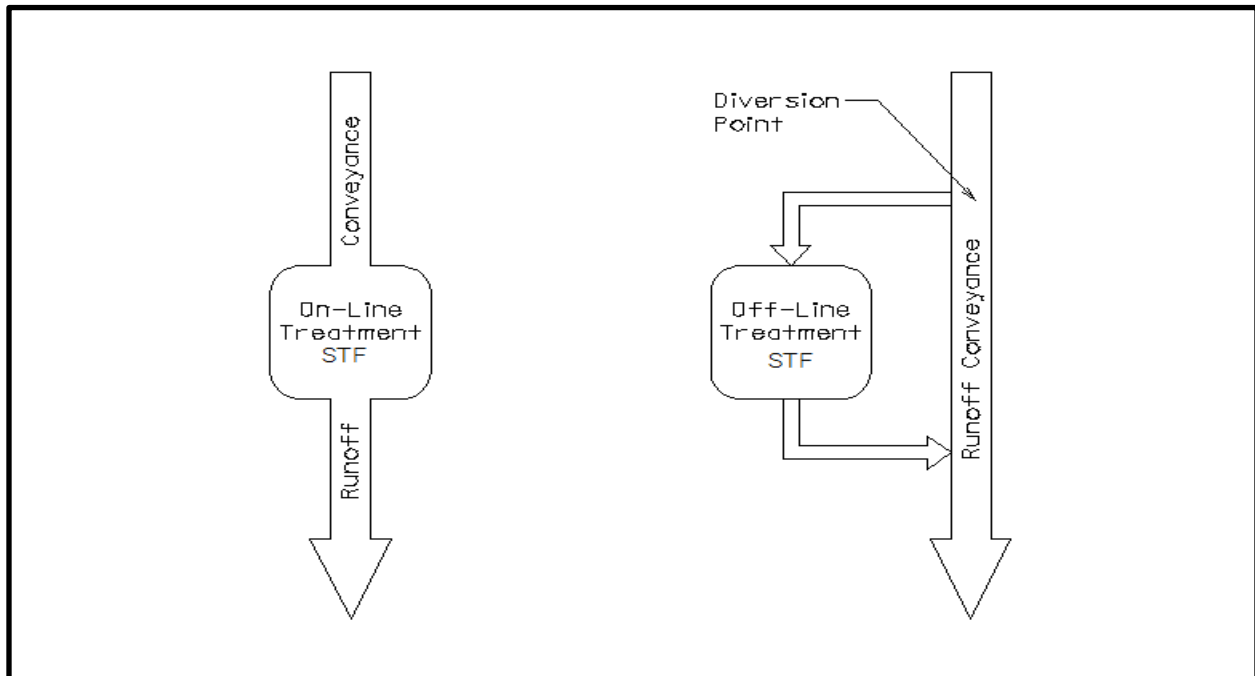 Conveyance
On-Line
Treatment
STF
Runoff
Diversion
Point
Off-Line
Treatment
STF
Runoff Conveyance